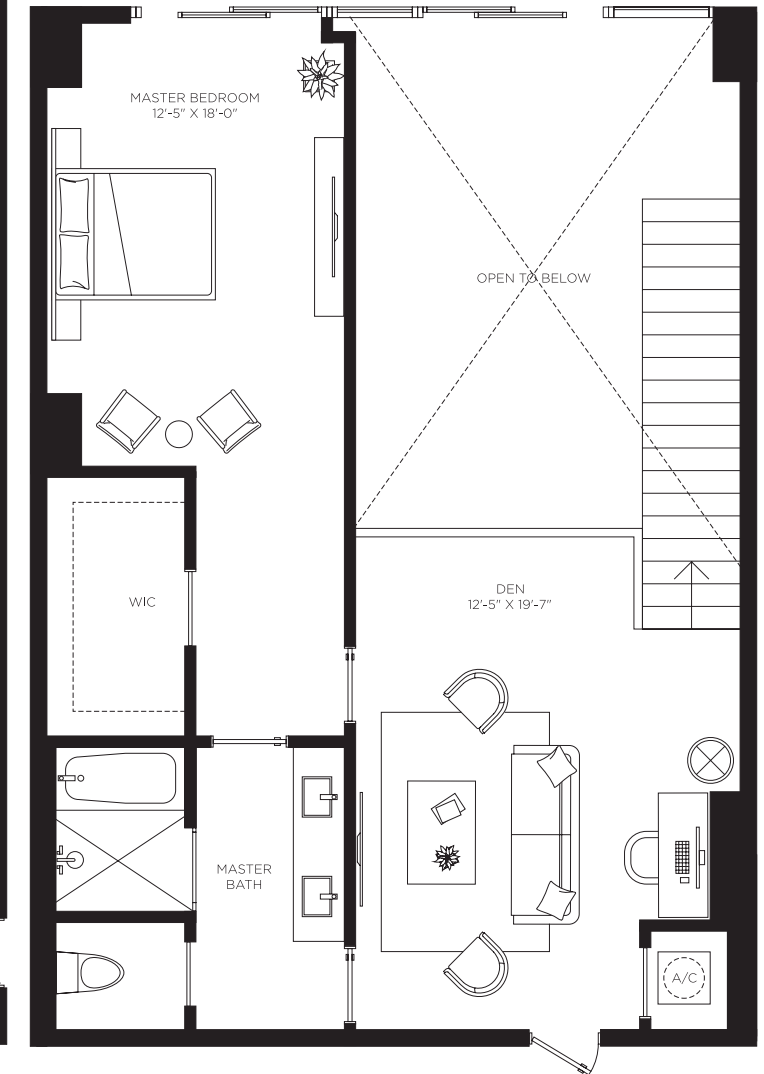 MASTER BEDROOM
12'-5" X 18'-0"
OPEN TO BELOW
WIC
DEN
12'-5" X 19'-7"
MASTER
BATH
A/C